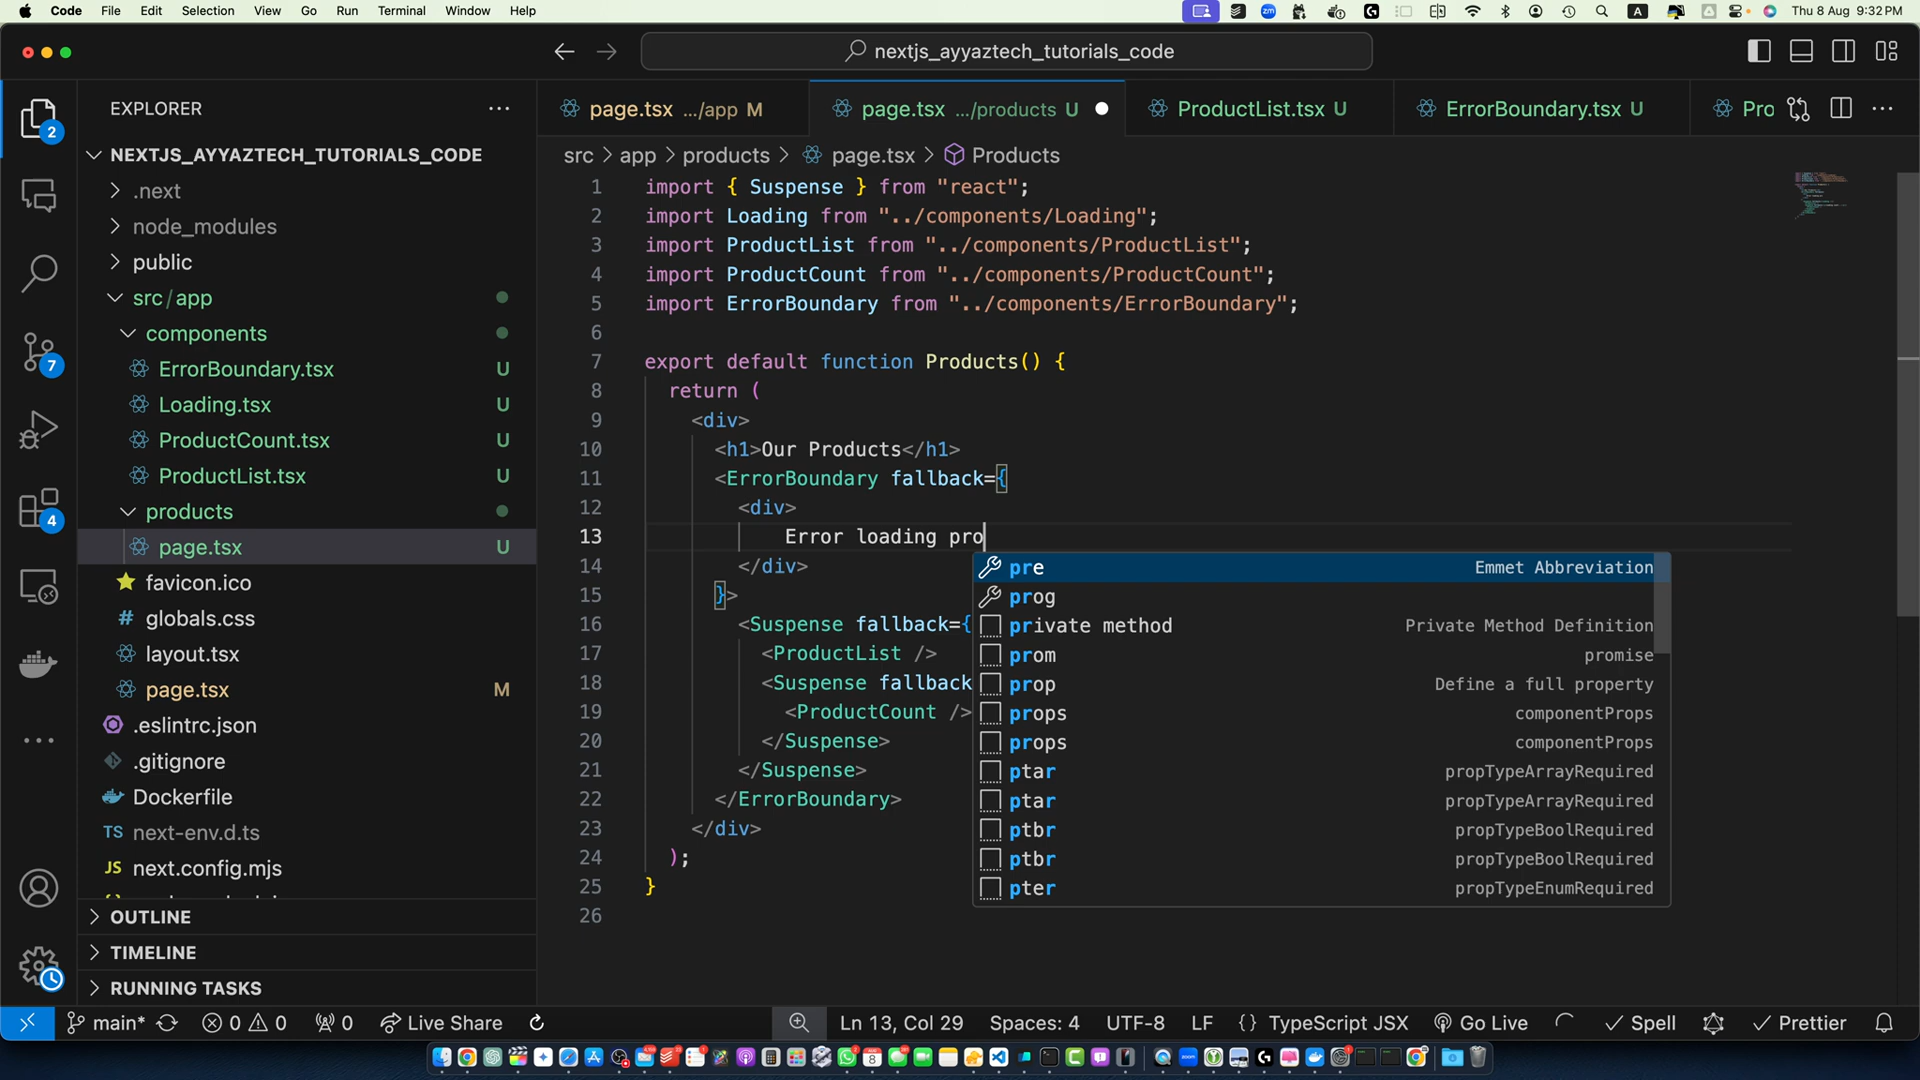 Code File Edit Selection View Go Run Terminal Window Help
Thu 8 Aug 9:32 PM
nextjs_ayyaztech_tutorials_code
EXPLORER
2
NEXTJS_AYYAZTECH_TUTORIALS_CODE
.next
node_modules
public
src/app
components
ErrorBoundary.tsx U
Loading.tsx U
ProductCount.tsx U
ProductList.tsx U
products
page.tsx U
favicon.ico
# globals.css
layout.tsx
page.tsx M
.eslintrc.json
.gitignore
Dockerfile
TS next-env.d.ts
JS next.config.mjs
OUTLINE
TIMELINE
RUNNING TASKS
7
4
page.tsx .../app M
page.tsx .../products U
ProductList.tsx U
ErrorBoundary.tsx U
Pro
src > app > products > page.tsx > Products
1 import { Suspense } from "react";
2 import Loading from "../components/Loading";
3 import ProductList from "../components/ProductList";
4 import ProductCount from "../components/ProductCount";
5 import ErrorBoundary from "../components/ErrorBoundary";
6
7 export default function Products() {
8 return (
9 <div>
10 <h1>Our Products</h1>
11 <ErrorBoundary fallback={
12 <div>
13 Error loading pro
14 </div>
15 }>
16 <Suspense fallback={
17 <ProductList />
18 <Suspense fallback
19 <ProductCount />
20 </Suspense>
21 </Suspense>
22 </ErrorBoundary>
23 </div>
24 );
25 }
26
pre Emmet Abbreviation
prog
private method Private Method Definition
prom promise
prop Define a full property
props componentProps
props componentProps
ptar propTypeArrayRequired
ptar propTypeArrayRequired
ptbr propTypeBoolRequired
ptbr propTypeBoolRequired
pter propTypeEnumRequired
main* 0 0 0 Live Share
Ln 13, Col 29 Spaces: 4 UTF-8 LF {} TypeScript JSX Go Live Spell Prettier